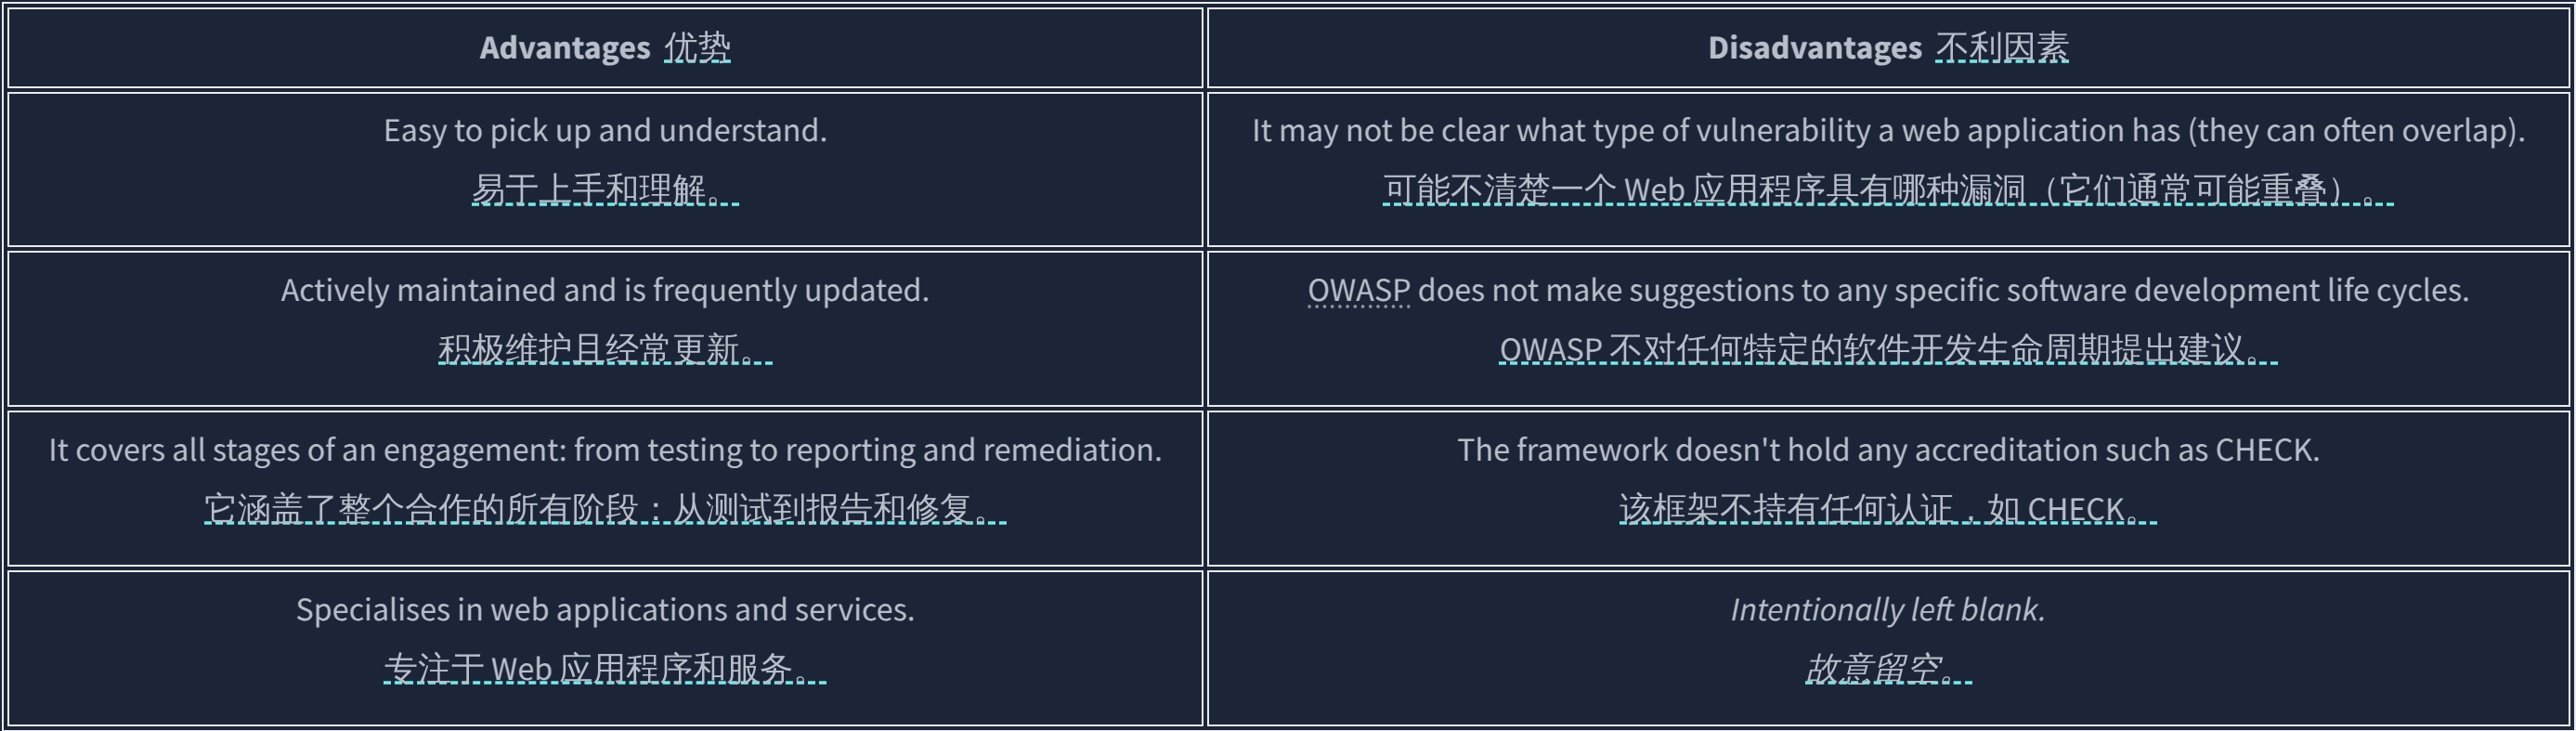 Advantages 优势
Disadvantages 不利因素
Easy to pick up and understand.
易于上手和理解。
It may not be clear what type of vulnerability a web application has (they can often overlap).
可能不清楚一个 Web 应用程序具有哪种漏洞（它们通常可能重叠）。
Actively maintained and is frequently updated.
积极维护且经常更新。
OWASP does not make suggestions to any specific software development life cycles.
OWASP 不对任何特定的软件开发生命周期提出建议。
It covers all stages of an engagement: from testing to reporting and remediation.
它涵盖了整个合作的所有阶段：从测试到报告和修复。
The framework doesn't hold any accreditation such as CHECK.
该框架不持有任何认证，如 CHECK。
Specialises in web applications and services.
专注于 Web 应用程序和服务。
Intentionally left blank.
故意留空。